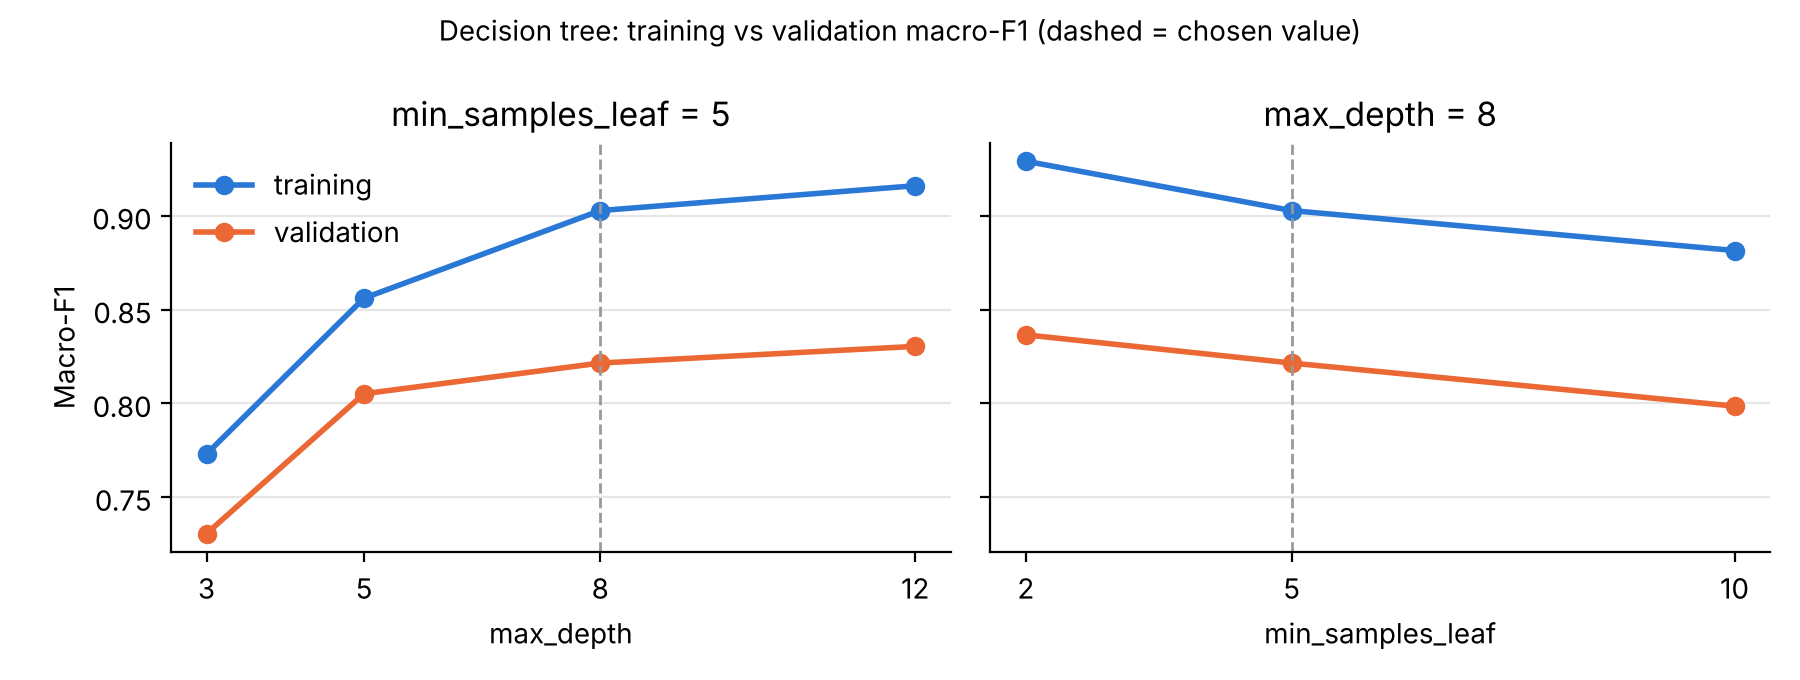 Decision tree: training vs validation macro-F1 (dashed = chosen value)
min_samples_leaf = 5
training
validation
Macro-F1
0.90
0.85
0.80
0.75
3 5 8 12
max_depth
max_depth = 8
2 5 10
min_samples_leaf